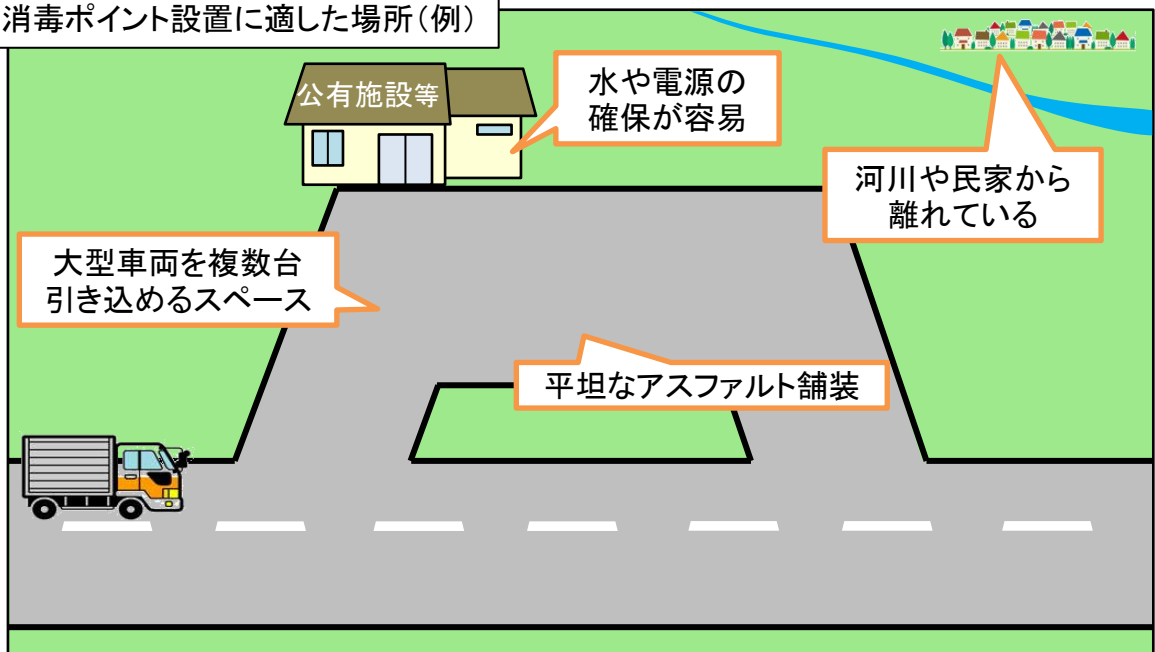 消毒ポイント設置に適した場所（例）
公有施設等
水や電源の
確保が容易
河川や民家から
離れている
大型車両を複数台
引き込めるスペース
平坦なアスファルト舗装